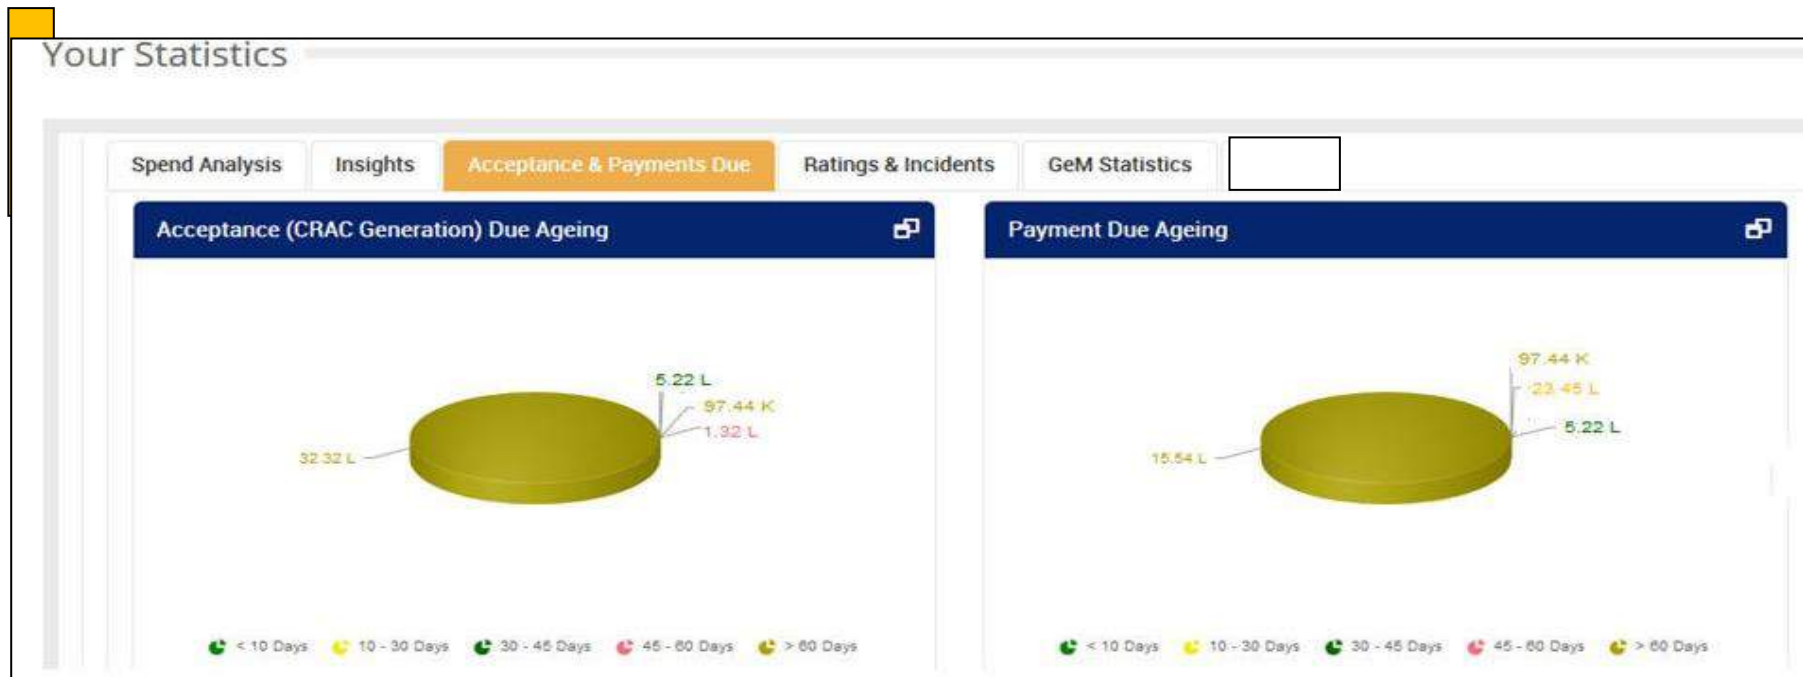 Your Statistics
Spend Analysis Insights Acceptance & Payments Due Ratings & Incidents GeM Statistics
Acceptance (CRAC Generation) Due Ageing
5.22 L
97.44 K
1.32 L
32.32 L
< 10 Days 10 - 30 Days 30 - 45 Days 45 - 60 Days > 60 Days
Payment Due Ageing
97.44 K
23.45 L
5.22 L
15.54 L
< 10 Days 10 - 30 Days 30 - 45 Days 45 - 60 Days > 60 Days